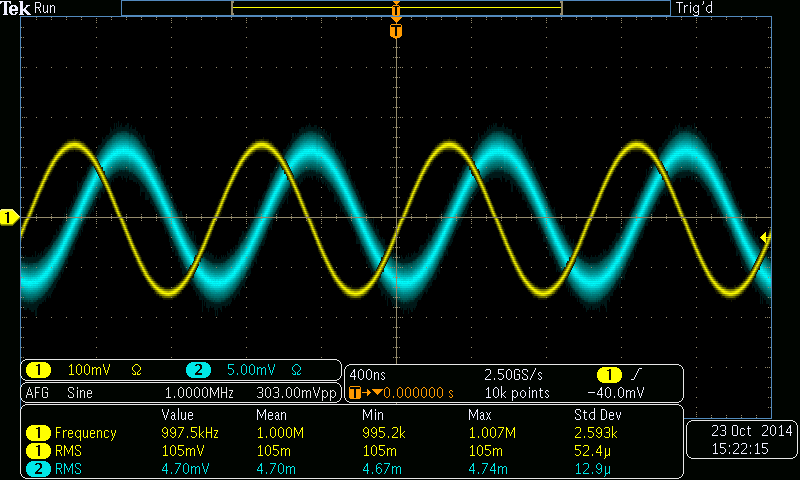 Tek Run Trig'd
T
T
1
1 100mV Ω 2 5.00mV Ω
400ns 2.50GS/s 1
T→▼0.000000 s 10k points −40.0mV
AFG Sine 1.0000MHz 303.00mVpp
Value Mean Min Max Std Dev
1 Frequency 997.5kHz 1.000M 995.2k 1.007M 2.593k
1 RMS 105mV 105m 105m 105m 52.4µ
2 RMS 4.70mV 4.70m 4.67m 4.74m 12.9µ
23 Oct 2014
15:22:15